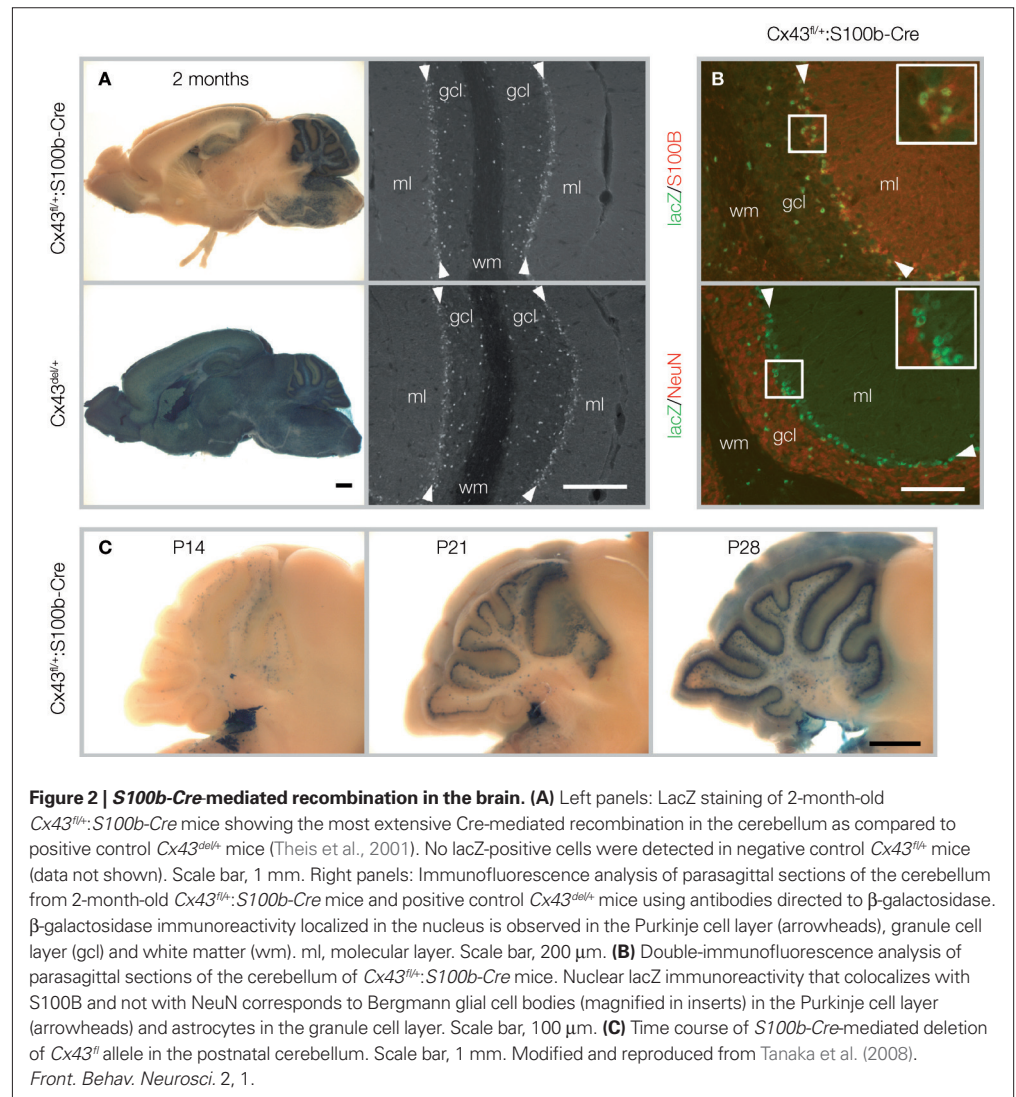 Cx43fl/+:S100b-Cre
A
2 months
gcl
gcl
ml
ml
wm
Cx43fl/+:S100b-Cre
B
lacZ/S100B
ml
gcl
wm
Cx43del/+
gcl
gcl
ml
ml
wm
lacZ/NeuN
ml
gcl
wm
Cx43fl/+:S100b-Cre
C
P14
P21
P28
Figure 2 | S100b-Cre-mediated recombination in the brain. (A) Left panels: LacZ staining of 2-month-old
Cx43fl/+:S100b-Cre mice showing the most extensive Cre-mediated recombination in the cerebellum as compared to
positive control Cx43del/+ mice (Theis et al., 2001). No lacZ-positive cells were detected in negative control Cx43fl/+ mice
(data not shown). Scale bar, 1 mm. Right panels: Immunofluorescence analysis of parasagittal sections of the cerebellum
from 2-month-old Cx43fl/+:S100b-Cre mice and positive control Cx43del/+ mice using antibodies directed to β-galactosidase.
β-galactosidase immunoreactivity localized in the nucleus is observed in the Purkinje cell layer (arrowheads), granule cell
layer (gcl) and white matter (wm). ml, molecular layer. Scale bar, 200 μm. (B) Double-immunofluorescence analysis of
parasagittal sections of the cerebellum of Cx43fl/+:S100b-Cre mice. Nuclear lacZ immunoreactivity that colocalizes with
S100B and not with NeuN corresponds to Bergmann glial cell bodies (magnified in inserts) in the Purkinje cell layer
(arrowheads) and astrocytes in the granule cell layer. Scale bar, 100 μm. (C) Time course of S100b-Cre-mediated deletion
of Cx43fl allele in the postnatal cerebellum. Scale bar, 1 mm. Modified and reproduced from Tanaka et al. (2008).
Front. Behav. Neurosci. 2, 1.